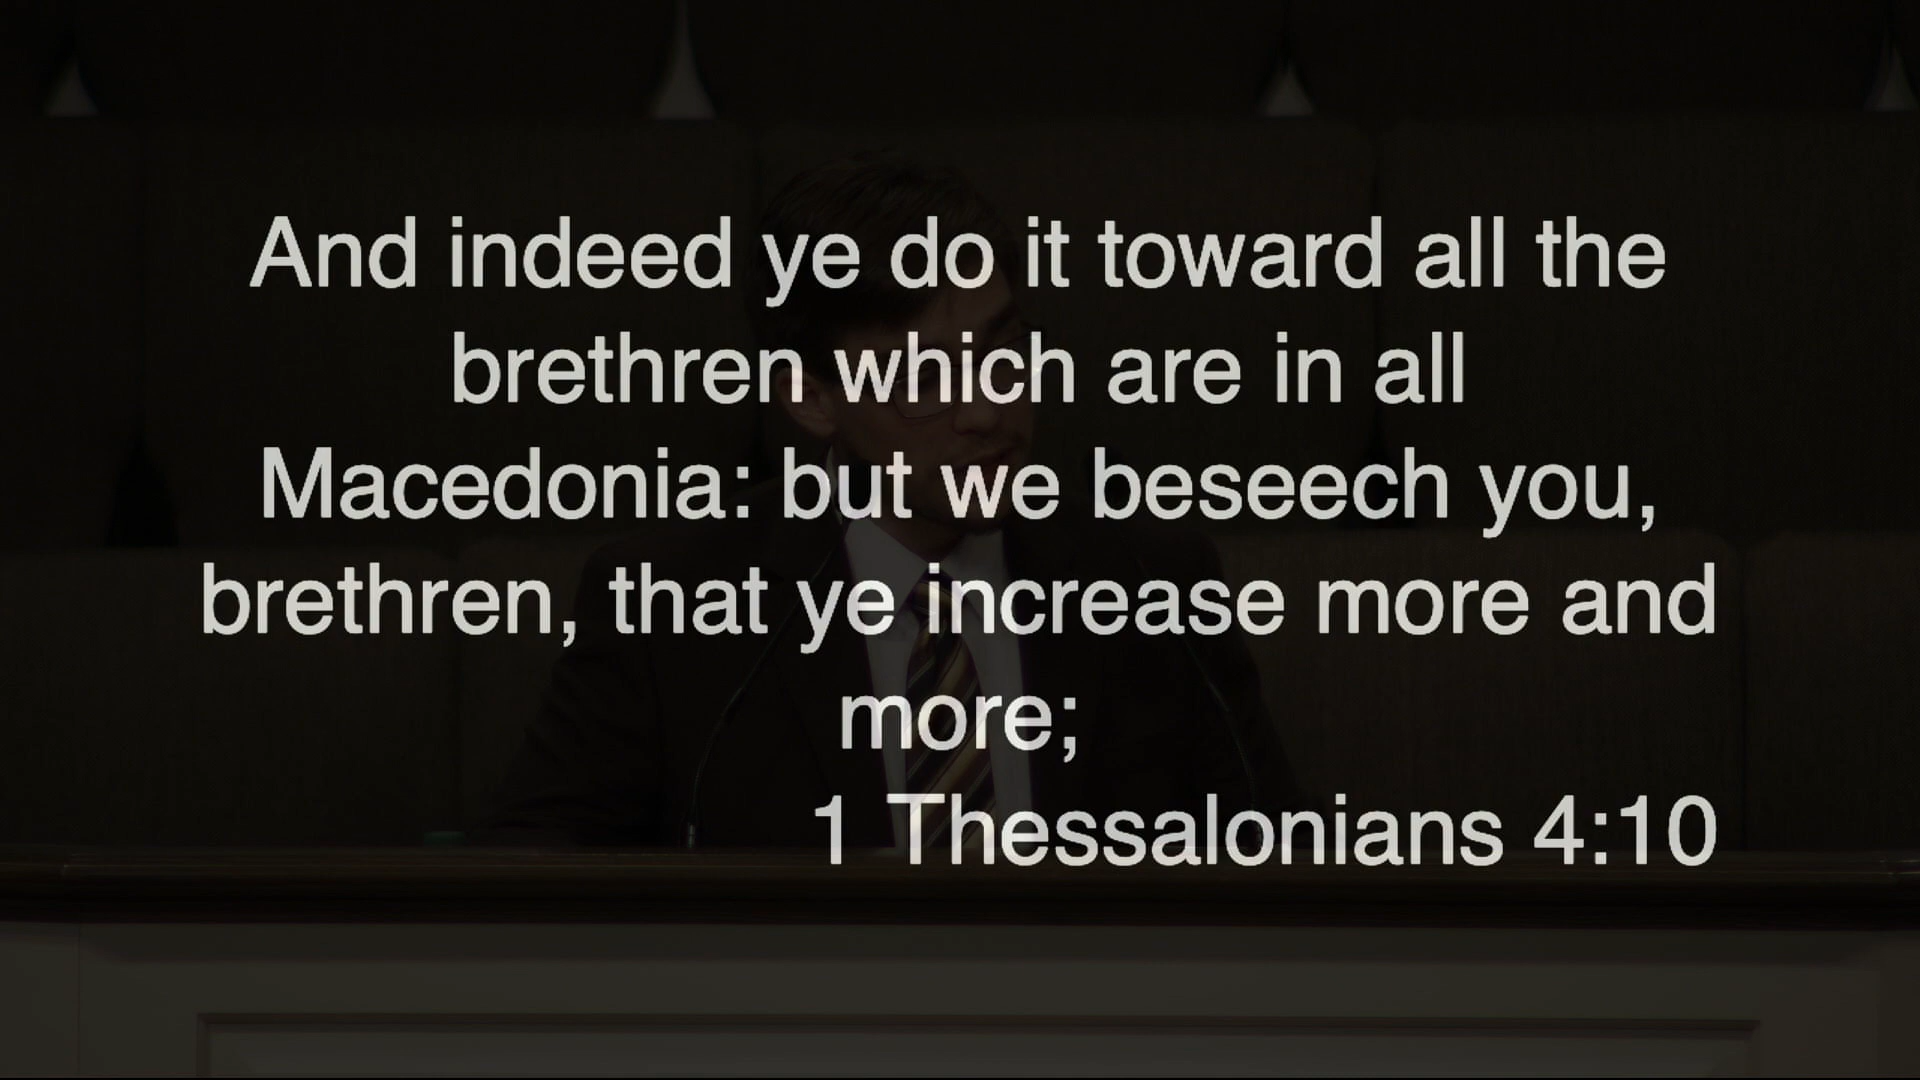 And indeed ye do it toward all the
brethren which are in all
Macedonia: but we beseech you,
brethren, that ye increase more and
more;
1 Thessalonians 4:10